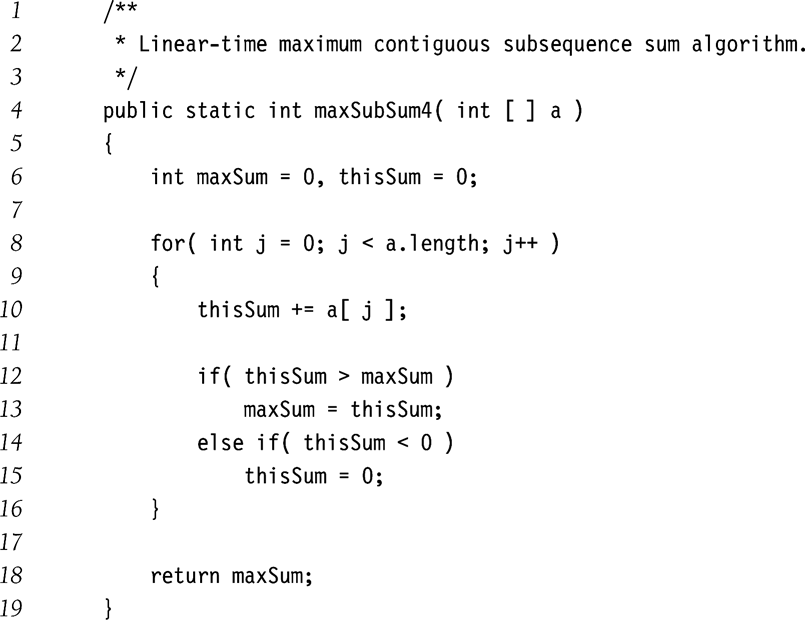 1 /**
2 * Linear-time maximum contiguous subsequence sum algorithm.
3 */
4 public static int maxSubSum4( int [ ] a )
5 {
6 int maxSum = 0, thisSum = 0;
7
8 for( int j = 0; j < a.length; j++ )
9 {
10 thisSum += a[ j ];
11
12 if( thisSum > maxSum )
13 maxSum = thisSum;
14 else if( thisSum < 0 )
15 thisSum = 0;
16 }
17
18 return maxSum;
19 }